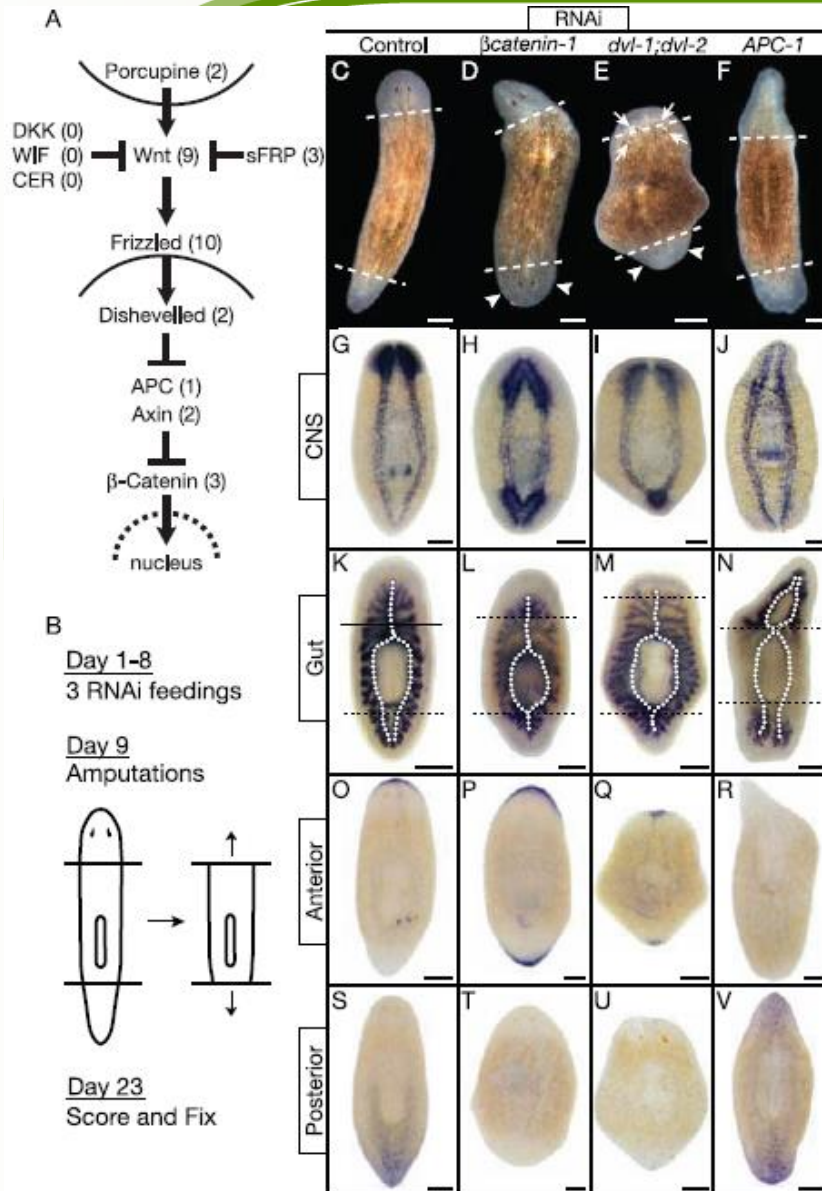 A
Porcupine (2)
DKK (0)
WIF (0)
CER (0)
Wnt (9)
sFRP (3)
Frizzled (10)
Dishevelled (2)
APC (1)
Axin (2)
β-Catenin (3)
nucleus
B
Day 1-8
3 RNAi feedings
Day 9
Amputations
Day 23
Score and Fix
RNAi
Control βcatenin-1 dvl-1;dvl-2 APC-1
C D E F
CNS
G H I J
Gut
K L M N
Anterior
O P Q R
Posterior
S T U V